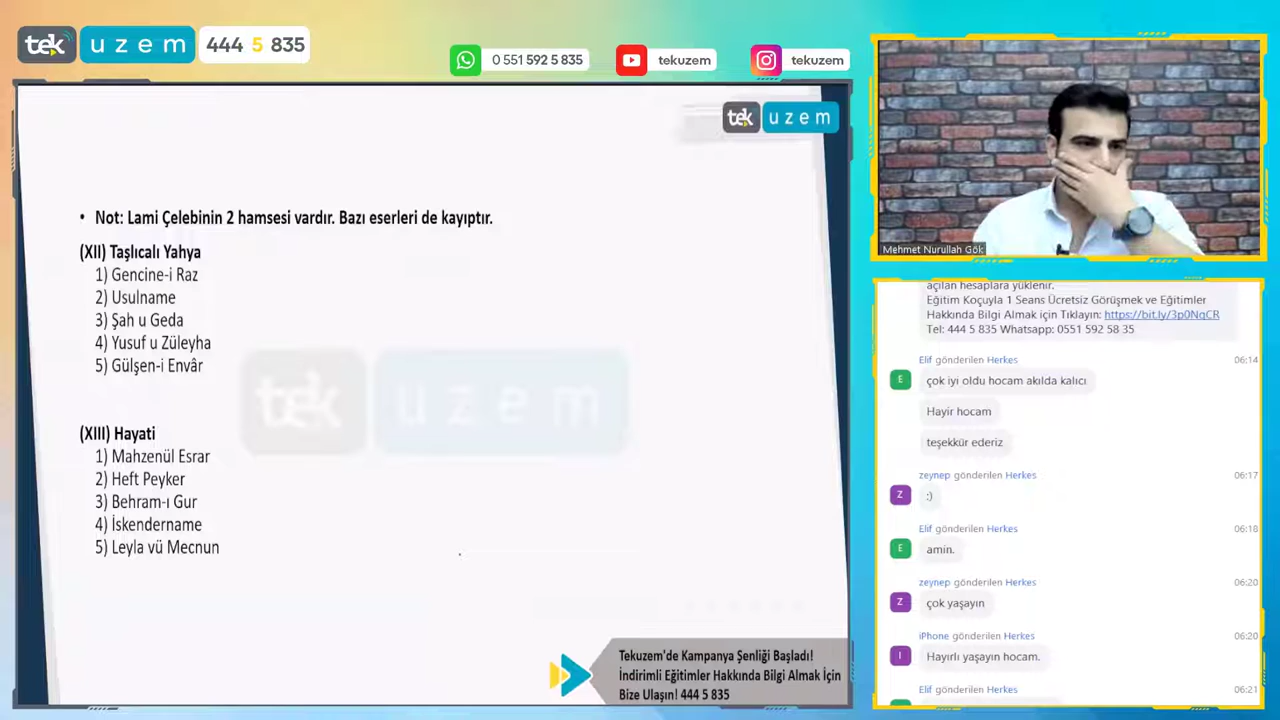 tek uzem 444 5 835
0 551 592 5 835
tekuzem
tekuzem
tek uzem
• Not: Lami Çelebinin 2 hamsesi vardır. Bazı eserleri de kayıptır.
(XII) Taşlıcalı Yahya
1) Gencine-i Raz
2) Usulname
3) Şah u Geda
4) Yusuf u Züleyha
5) Gülşen-i Envâr
tek uzem
(XIII) Hayati
1) Mahzenül Esrar
2) Heft Peyker
3) Behram-ı Gur
4) İskendername
5) Leyla vü Mecnun
Tekuzem'de Kampanya Şenliği Başladı!
İndirimli Eğitimler Hakkında Bilgi Almak İçin
Bize Ulaşın! 444 5 835
Mehmet Nurullah Gök
açılan hesaplara yüklenir.
Eğitim Koçuyla 1 Seans Ücretsiz Görüşmek ve Eğitimler
Hakkında Bilgi Almak için Tıklayın: https://bit.ly/3p0NqCR
Tel: 444 5 835 Whatsapp: 0551 592 58 35
Elif gönderilen Herkes 06:14
E çok iyi oldu hocam akılda kalıcı
Hayir hocam
teşekkür ederiz
zeynep gönderilen Herkes 06:17
Z :)
Elif gönderilen Herkes 06:18
E amin.
zeynep gönderilen Herkes 06:20
Z çok yaşayın
iPhone gönderilen Herkes 06:20
I Hayırlı yaşayın hocam.
Elif gönderilen Herkes 06:21